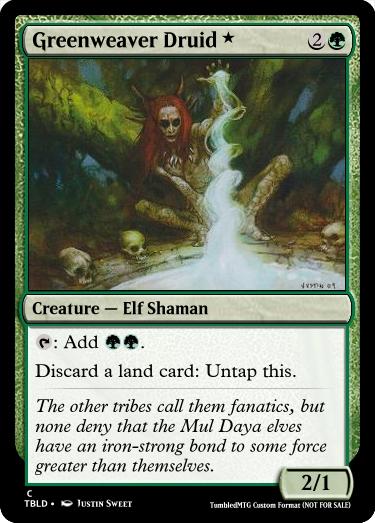 Greenweaver Druid ★ 2
Creature — Elf Shaman
: Add .
Discard a land card: Untap this.
The other tribes call them fanatics, but
none deny that the Mul Daya elves
have an iron-strong bond to some force
greater than themselves.
2/1
C
TBLD • Justin Sweet
TumbledMTG Custom Format (NOT FOR SALE)